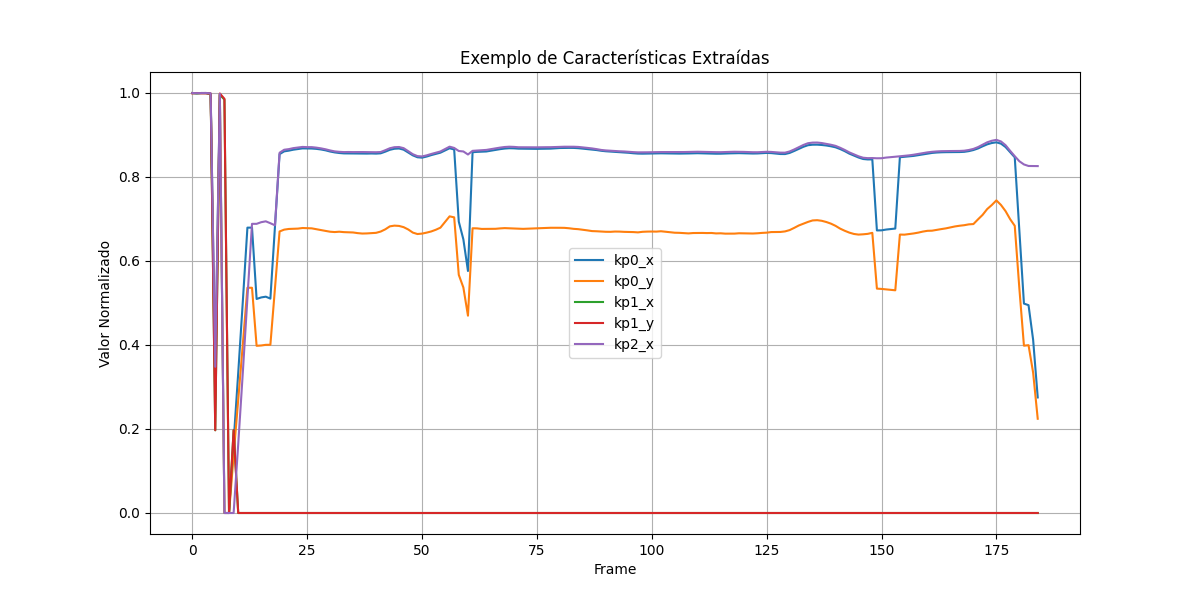 Exemplo de Características Extraídas
Valor Normalizado
1.0
0.8
0.6
0.4
0.2
0.0
kp0_x
kp0_y
kp1_x
kp1_y
kp2_x
0 25 50 75 100 125 150 175
Frame